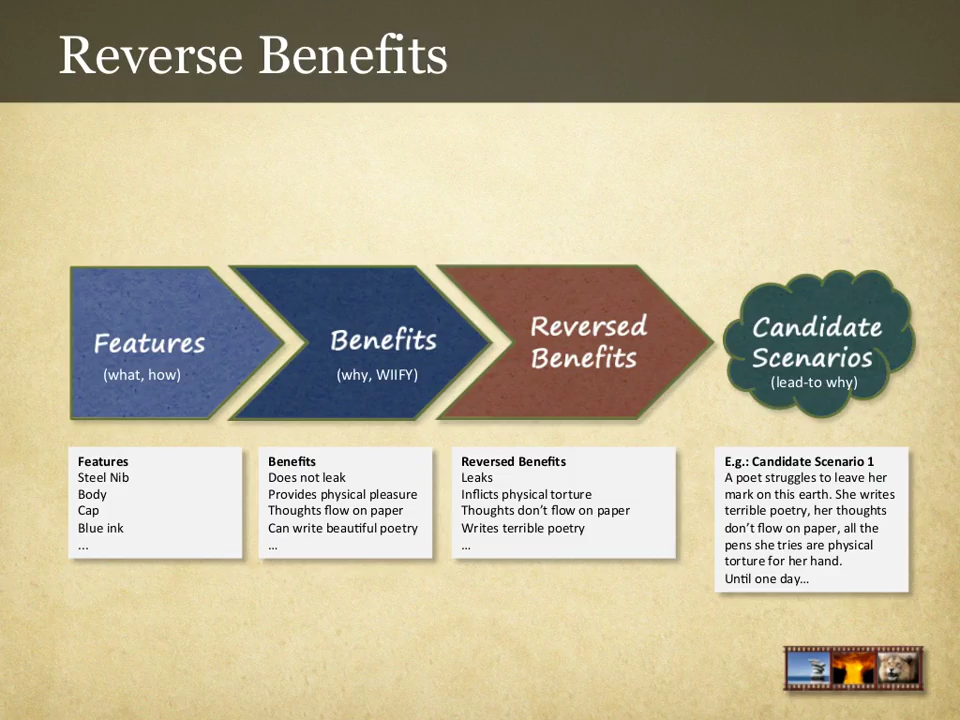 Reverse Benefits
Features
(what, how)
Benefits
(why, WIIFY)
Reversed
Benefits
Candidate
Scenarios
(lead-to why)
Features
Steel Nib
Body
Cap
Blue ink
...
Benefits
Does not leak
Provides physical pleasure
Thoughts flow on paper
Can write beautiful poetry
...
Reversed Benefits
Leaks
Inflicts physical torture
Thoughts don't flow on paper
Writes terrible poetry
...
E.g.: Candidate Scenario 1
A poet struggles to leave her
mark on this earth. She writes
terrible poetry, her thoughts
don't flow on paper, all the
pens she tries are physical
torture for her hand.
Until one day...